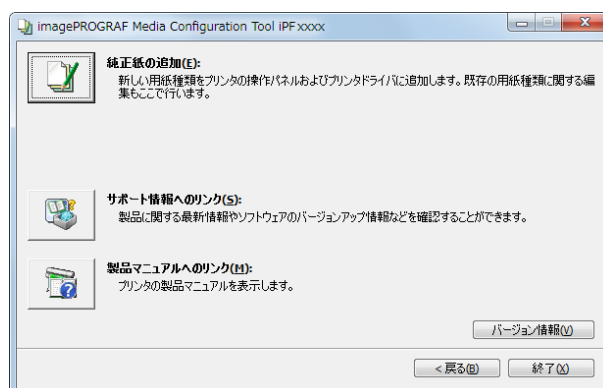 imagePROGRAF Media Configuration Tool iPFxxxx
純正紙の追加(E):
新しい用紙種類をプリンタの操作パネルおよびプリンタドライバに追加します。既存の用紙種類に関する編
集もここで行います。
サポート情報へのリンク(S):
製品に関する最新情報やソフトウェアのバージョンアップ情報などを確認することができます。
製品マニュアルへのリンク(M):
プリンタの製品マニュアルを表示します。
バージョン情報(V)
< 戻る(B)
終了(X)